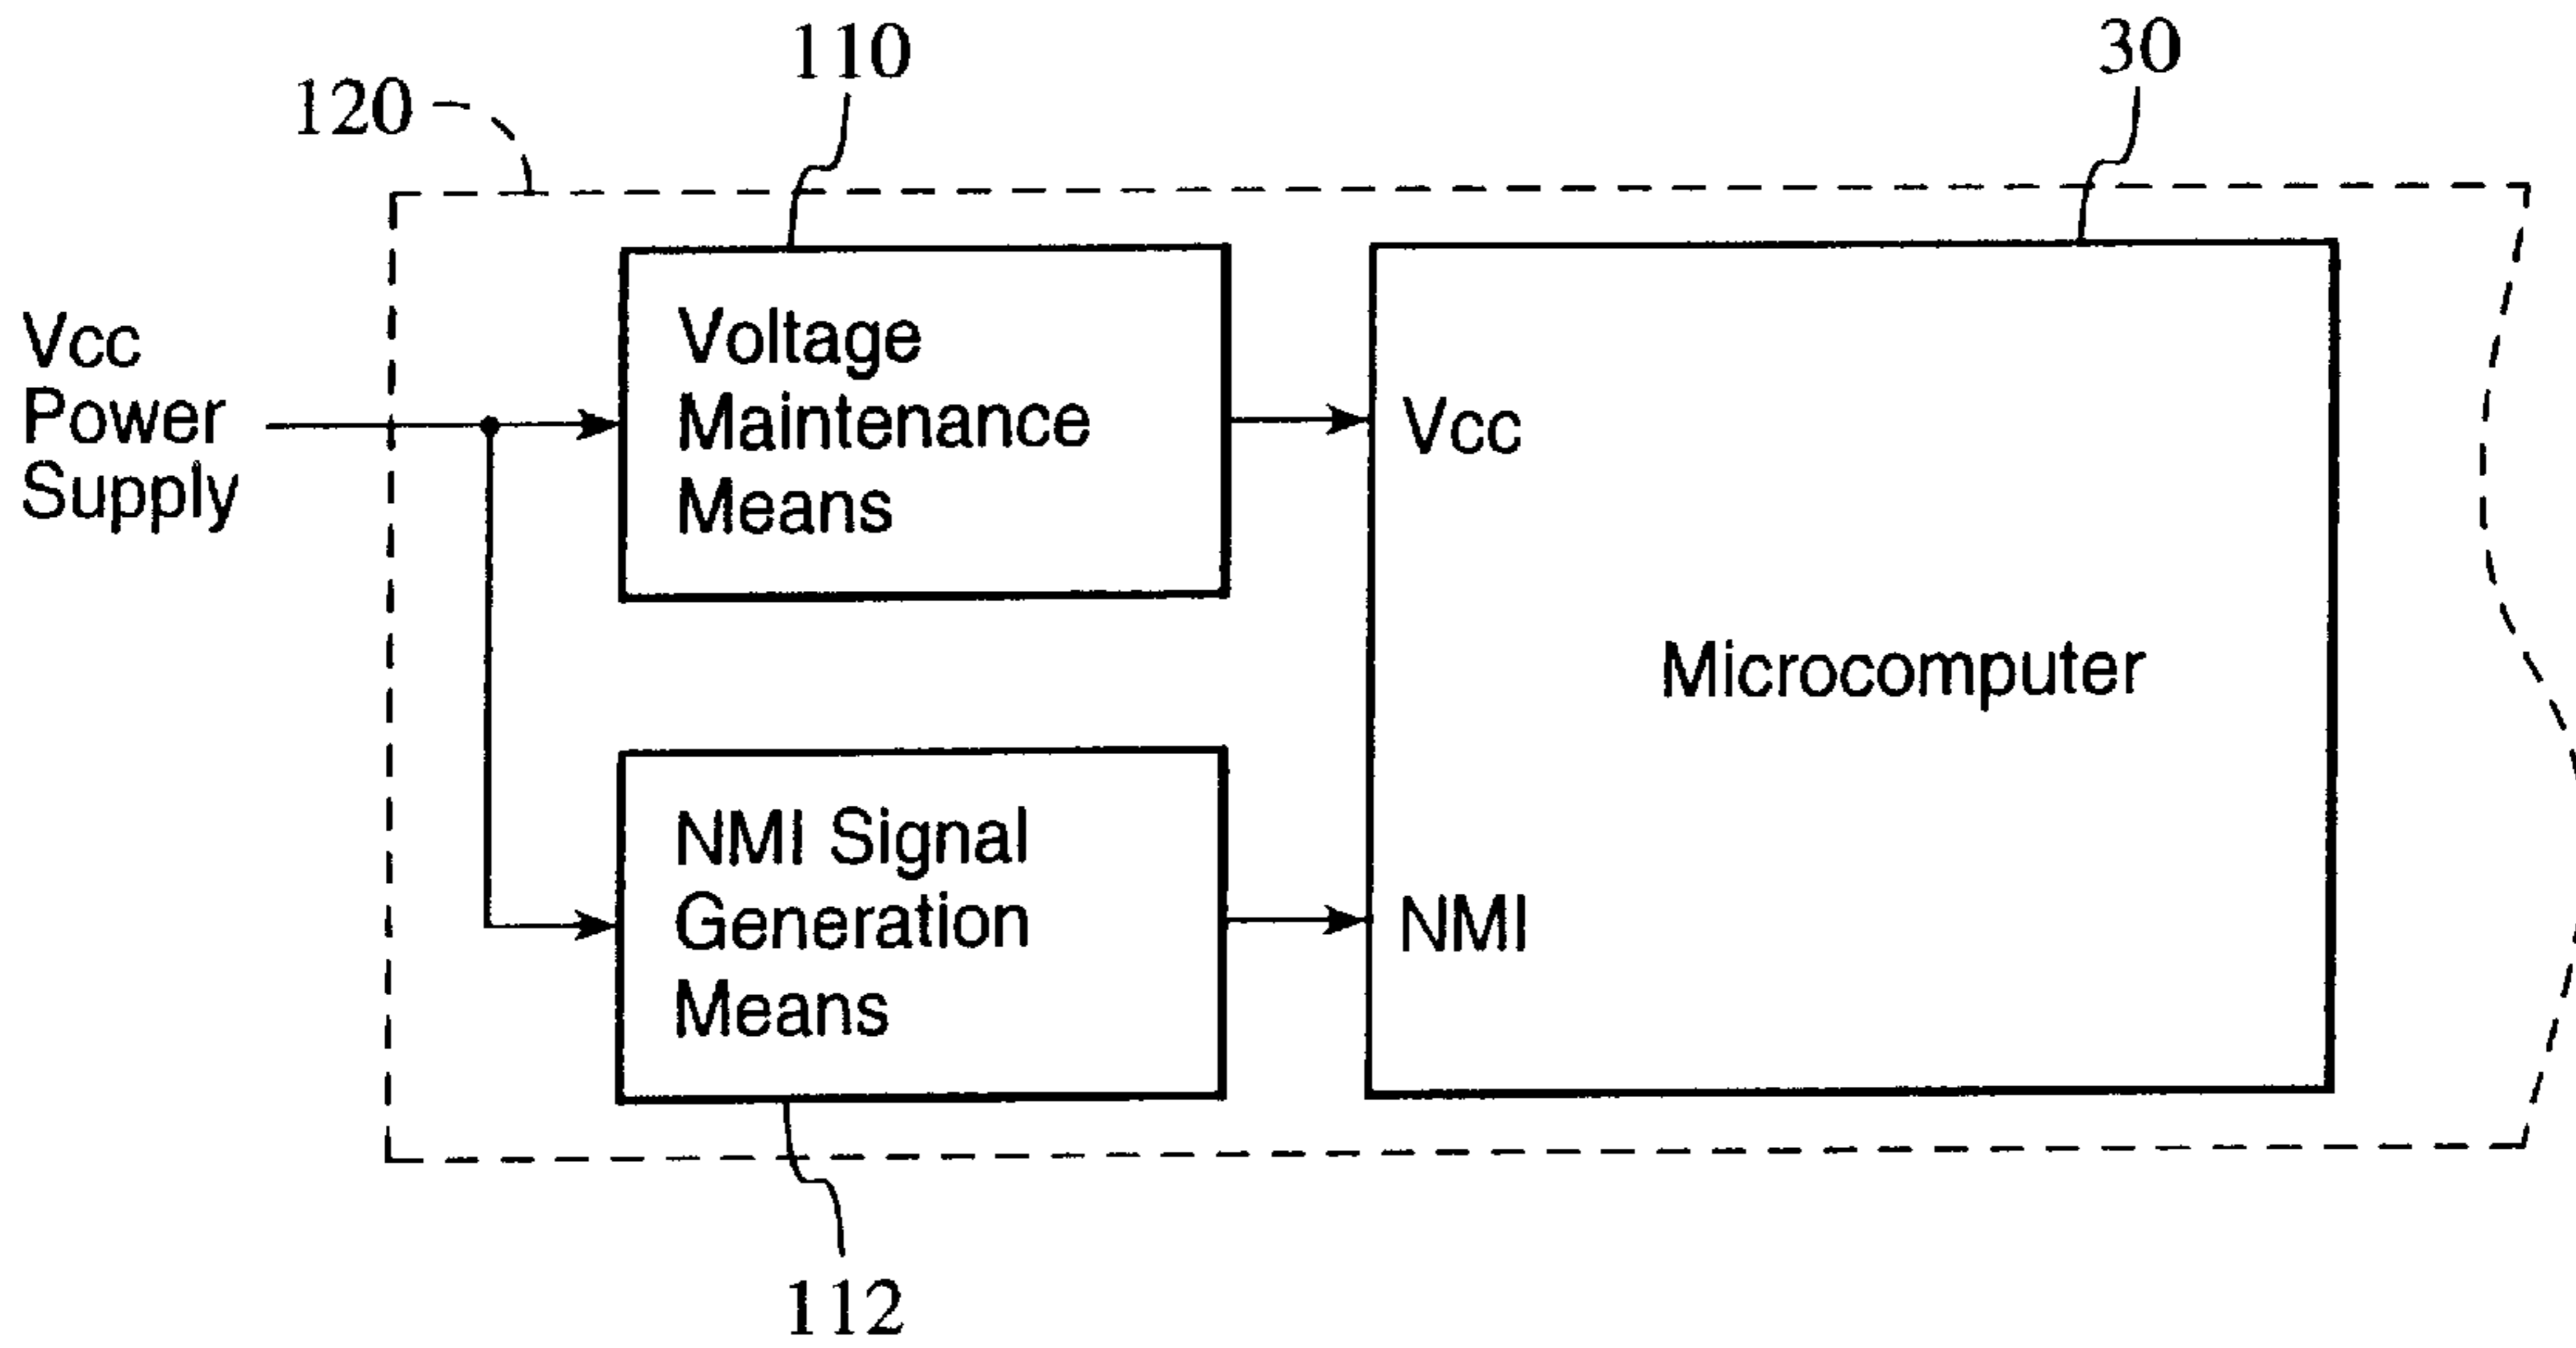 110
30
120
Vcc
Power
Supply
Voltage
Maintenance
Means
Vcc
Microcomputer
NMI Signal
Generation
Means
NMI
112